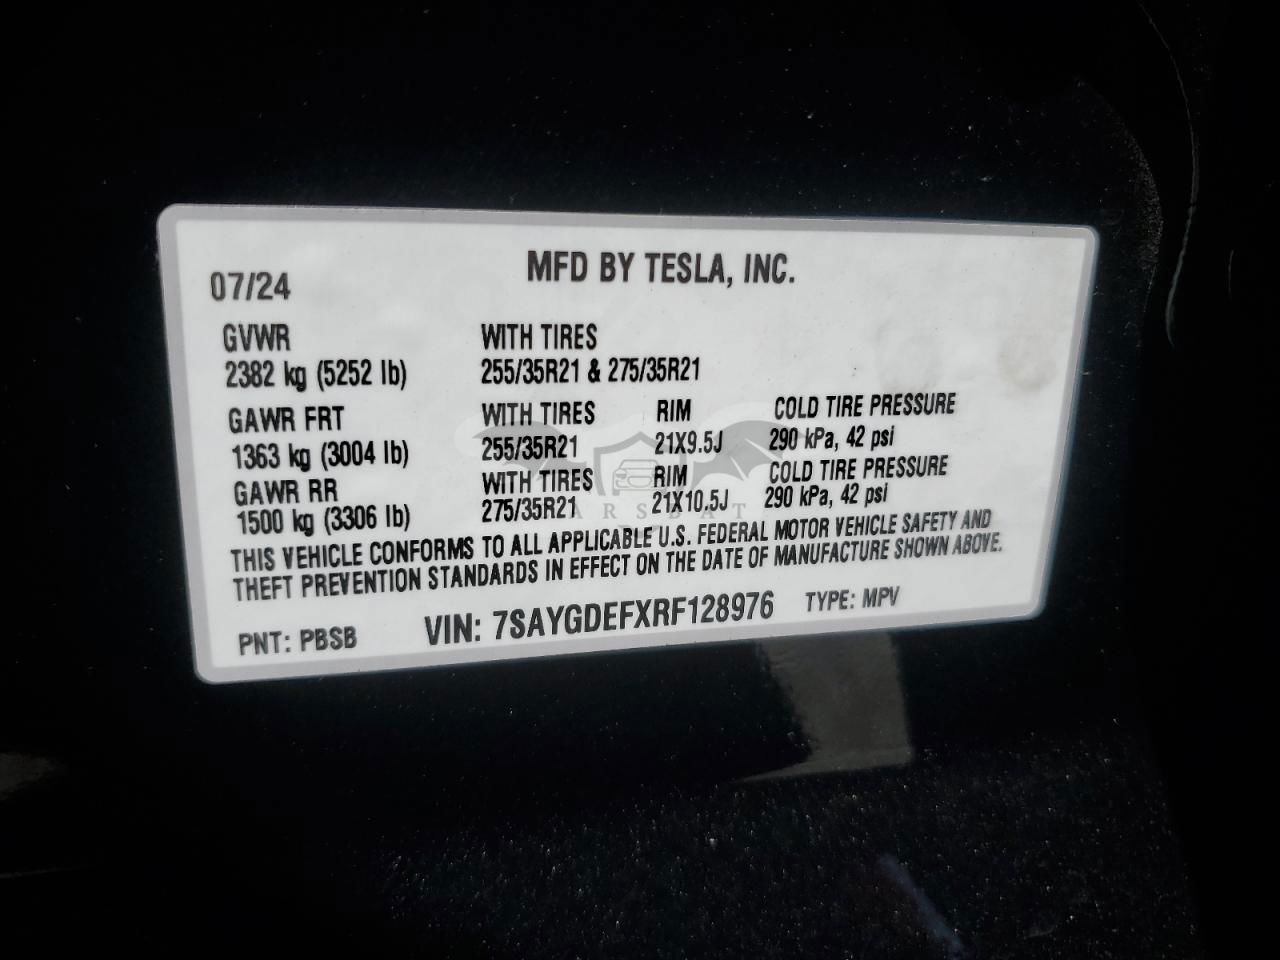 07/24 MFD BY TESLA, INC.
GVWR WITH TIRES
2382 kg (5252 lb) 255/35R21 & 275/35R21
GAWR FRT WITH TIRES RIM COLD TIRE PRESSURE
1363 kg (3004 lb) 255/35R21 21X9.5J 290 kPa, 42 psi
GAWR RR WITH TIRES RIM COLD TIRE PRESSURE
1500 kg (3306 lb) 275/35R21 21X10.5J 290 kPa, 42 psi
THIS VEHICLE CONFORMS TO ALL APPLICABLE U.S. FEDERAL MOTOR VEHICLE SAFETY AND
THEFT PREVENTION STANDARDS IN EFFECT ON THE DATE OF MANUFACTURE SHOWN ABOVE.
PNT: PBSB VIN: 7SAYGDEFXRF128976 TYPE: MPV